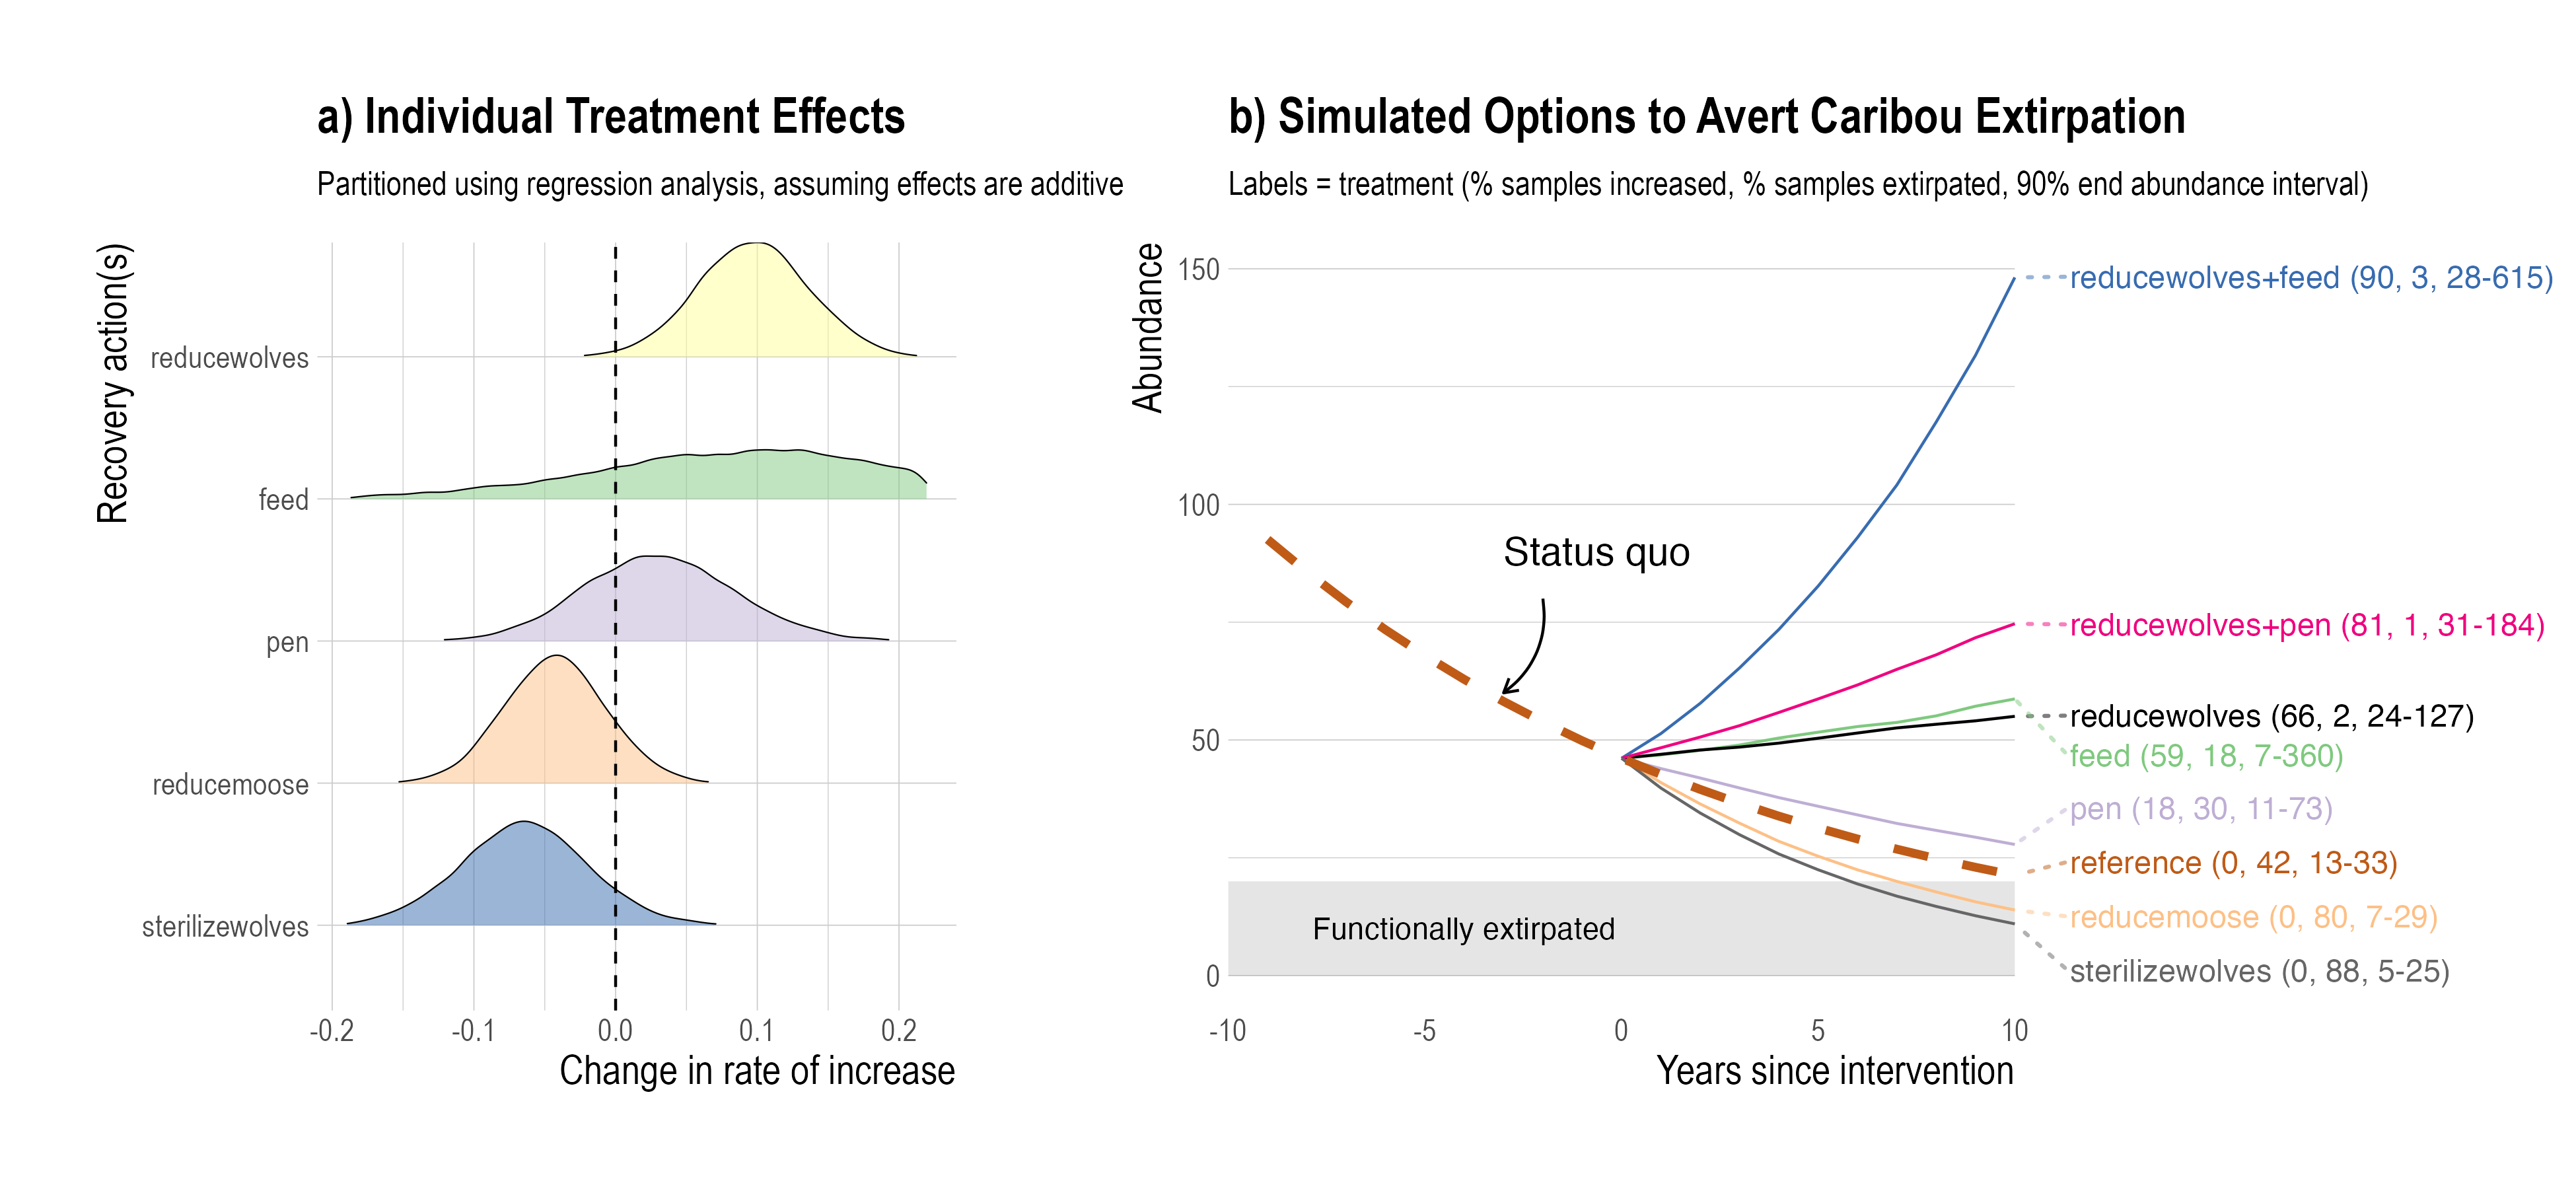 a) Individual Treatment Effects
Partitioned using regression analysis, assuming effects are additive
Recovery action(s)
reducewolves
feed
pen
reducemoose
sterilizewolves
-0.2
-0.1
0.0
0.1
0.2
Change in rate of increase
b) Simulated Options to Avert Caribou Extirpation
Labels = treatment (% samples increased, % samples extirpated, 90% end abundance interval)
Abundance
150
100
50
0
Status quo
Functionally extirpated
reducewolves+feed (90, 3, 28-615)
reducewolves+pen (81, 1, 31-184)
reducewolves (66, 2, 24-127)
feed (59, 18, 7-360)
pen (18, 30, 11-73)
reference (0, 42, 13-33)
reducemoose (0, 80, 7-29)
sterilizewolves (0, 88, 5-25)
-10
-5
0
5
10
Years since intervention